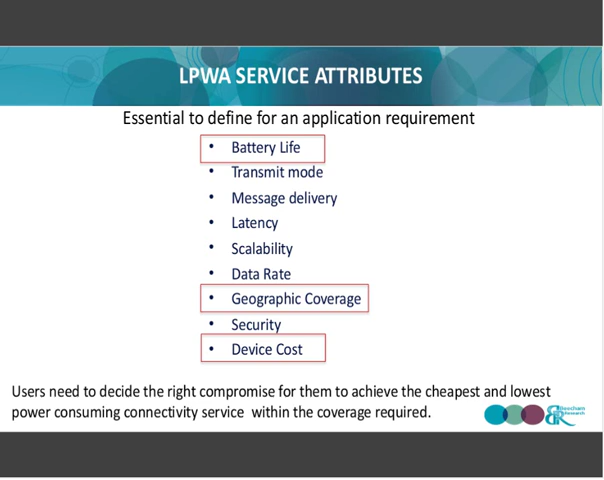 LPWA SERVICE ATTRIBUTES
Essential to define for an application requirement
• Battery Life
• Transmit mode
• Message delivery
• Latency
• Scalability
• Data Rate
• Geographic Coverage
• Security
• Device Cost
Users need to decide the right compromise for them to achieve the cheapest and lowest
power consuming connectivity service within the coverage required.
Beecham
Research